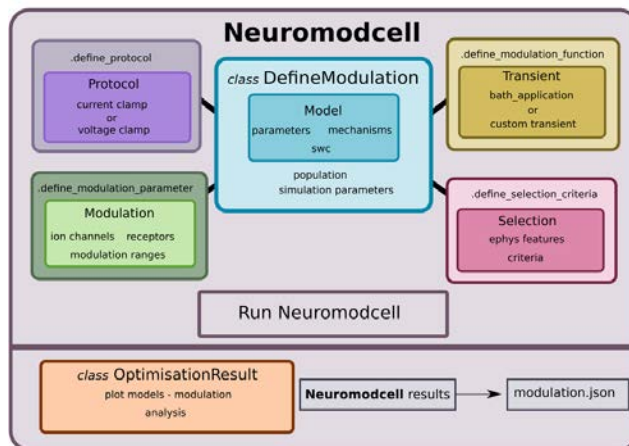 Neuromodcell
.define_protocol
Protocol
current clamp
or
voltage clamp
class DefineModulation
Model
parameters mechanisms
swc
population
simulation parameters
.define_modulation_function
Transient
bath_application
or
custom transient
.define_modulation_parameter
Modulation
ion channels receptors
modulation ranges
.define_selection_criteria
Selection
ephys features
criteria
Run Neuromodcell
class OptimisationResult
plot models - modulation
analysis
Neuromodcell results
modulation.json